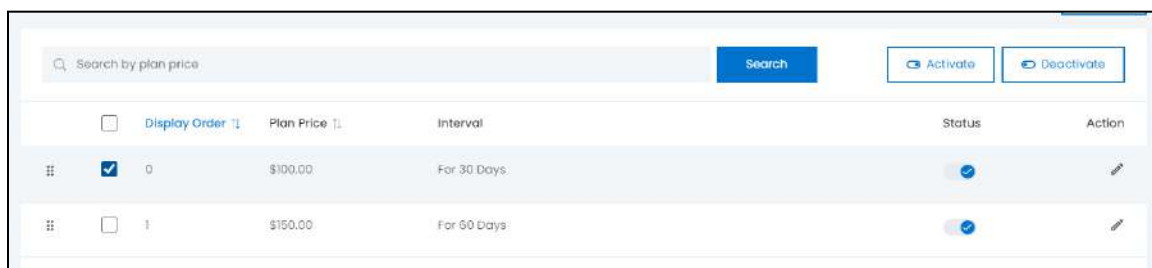 Search by plan price Search Activate Deactivate
Display Order Plan Price Interval Status Action
0 $100.00 For 30 Days
1 $150.00 For 60 Days